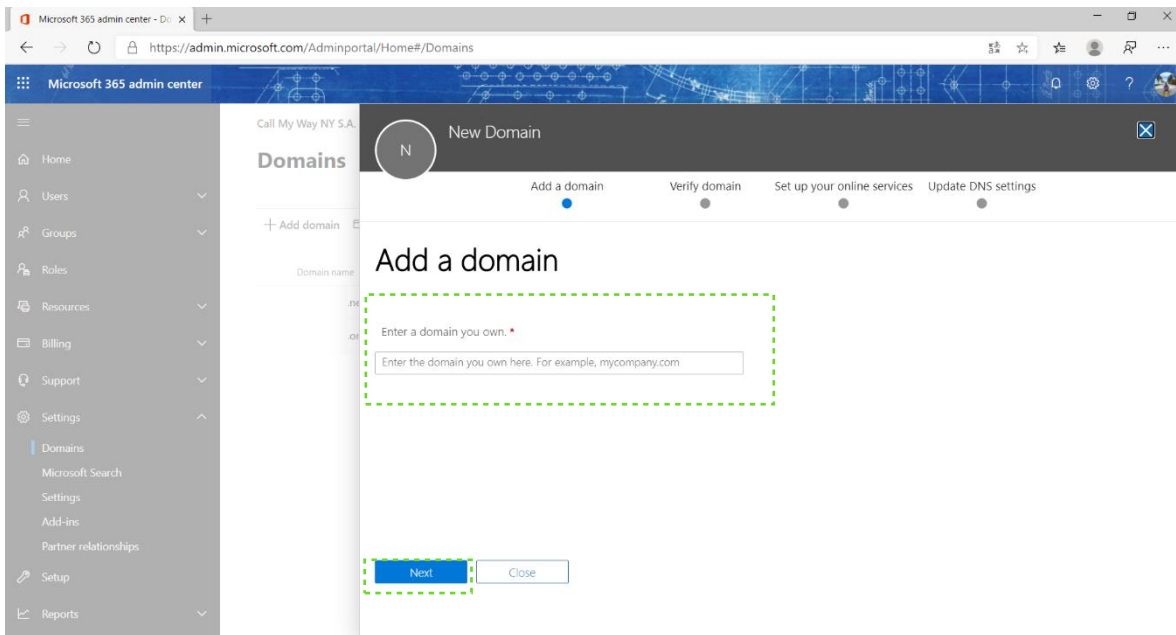 Microsoft 365 admin center - Do
https://admin.microsoft.com/Adminportal/Home#/Domains
Microsoft 365 admin center
Home
Users
Groups
Roles
Resources
Billing
Support
Settings
Domains
Microsoft Search
Settings
Add-ins
Partner relationships
Setup
Reports
Call My Way NY S.A.
Domains
Add domain
Domain name
.ne
.or
N
New Domain
Add a domain Verify domain Set up your online services Update DNS settings
Add a domain
Enter a domain you own. *
Enter the domain you own here. For example, mycompany.com
Next Close